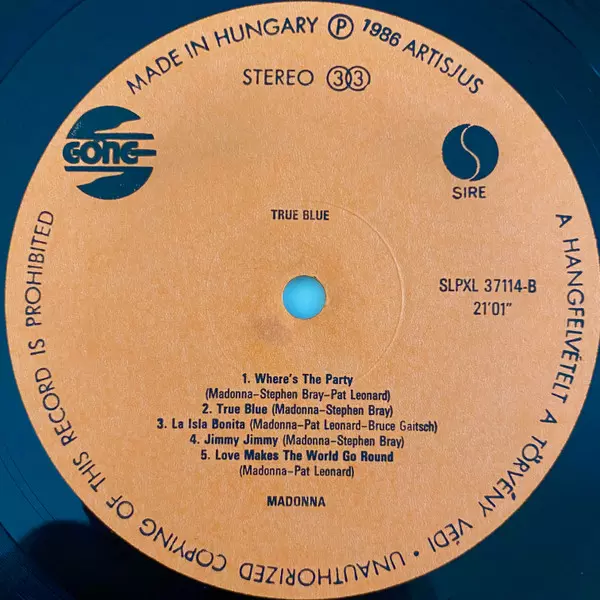 MADE IN HUNGARY Ⓟ 1986 ARTISJUS
STEREO 33
GONG
SIRE
TRUE BLUE
SLPXL 37114-B
21'01"
1. Where's The Party
(Madonna–Stephen Bray–Pat Leonard)
2. True Blue (Madonna–Stephen Bray)
3. La Isla Bonita (Madonna–Pat Leonard–Bruce Gaitsch)
4. Jimmy Jimmy (Madonna–Stephen Bray)
5. Love Makes The World Go Round
(Madonna–Pat Leonard)
MADONNA
A HANGFELVÉTELT A TÖRVÉNY VÉDI • UNAUTHORIZED COPYING OF THIS RECORD IS PROHIBITED